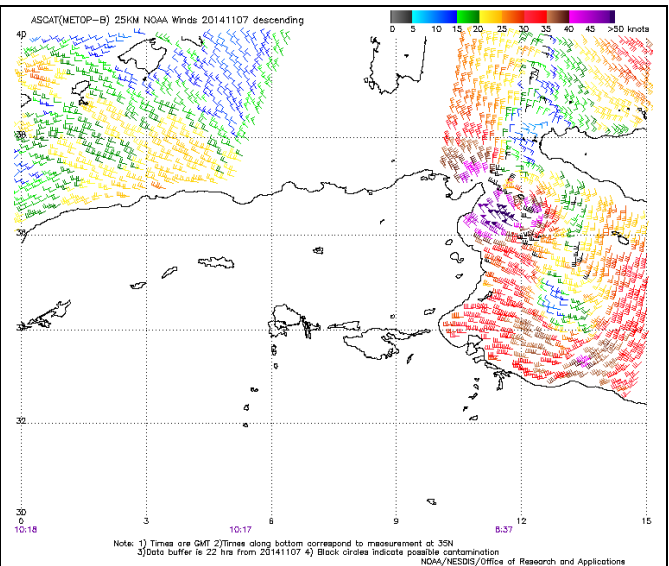 ASCAT(METOP-B) 25KM NOAA Winds 20141107 descending
0 5 10 15 20 25 30 35 40 45 >50 knots
40
38
36
34
32
30
0 3 6 9 12 15
10:18 10:17 8:37
Note: 1) Times are GMT 2)Times along bottom correspond to measurement at 35N
3)Data buffer is 22 hrs from 20141107 4) Black circles indicate possible contamination
NOAA/NESDIS/Office of Research and Applications